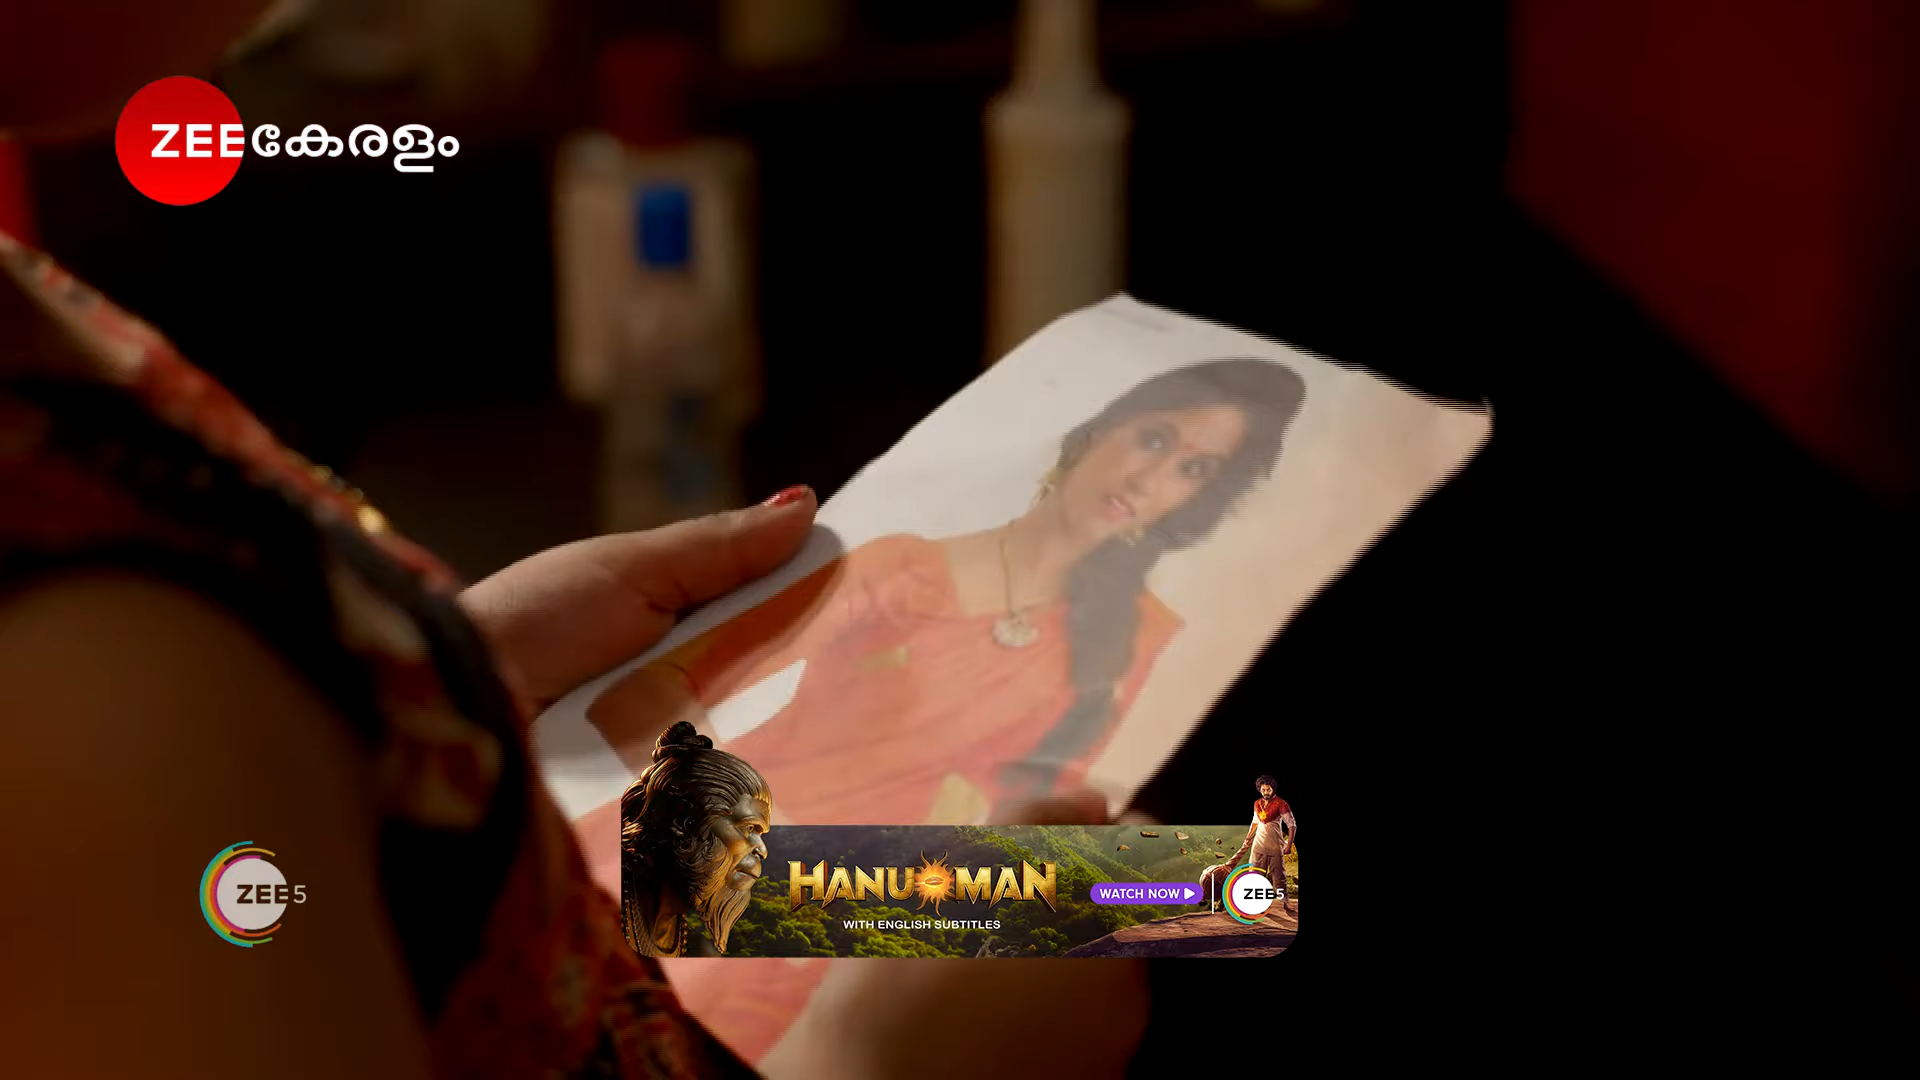 ZEEകേരളം
HANUMAN
WATCH NOW
ZEE5
WITH ENGLISH SUBTITLES
ZEE5